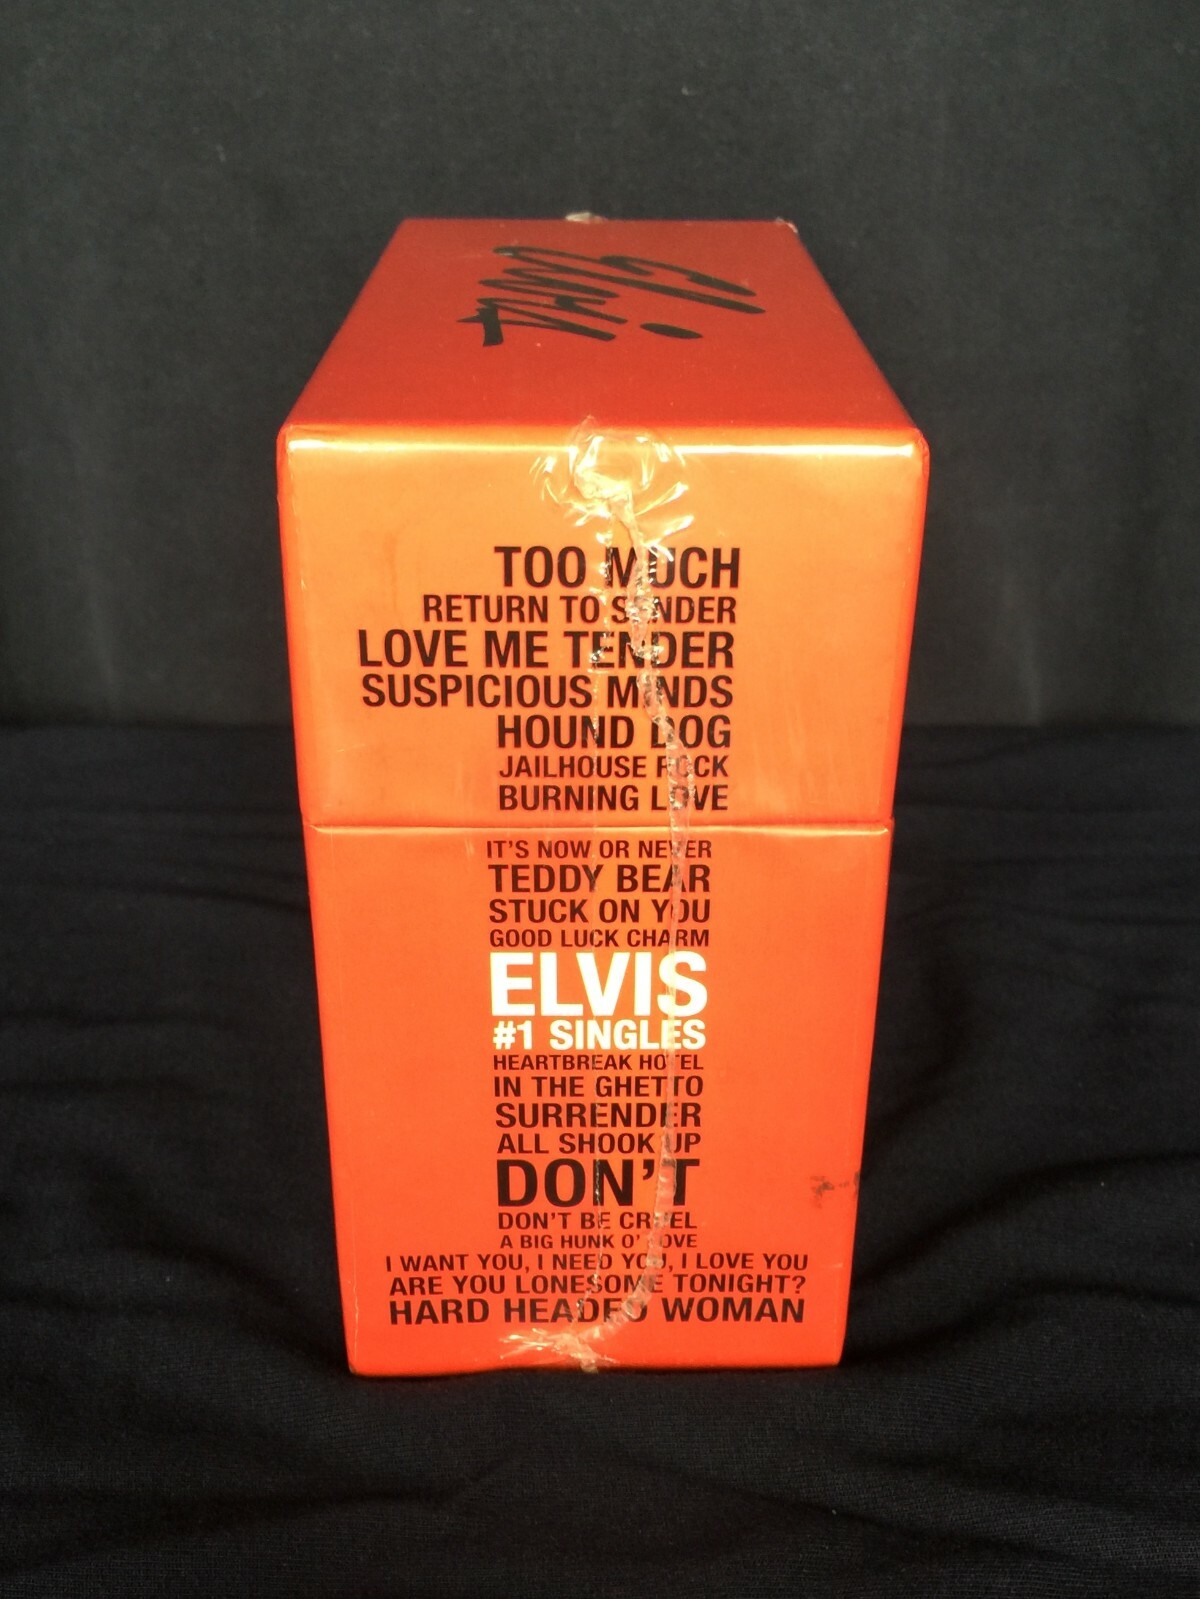 Elvis
TOO MUCH
RETURN TO SENDER
LOVE ME TENDER
SUSPICIOUS MINDS
HOUND DOG
JAILHOUSE ROCK
BURNING LOVE
IT'S NOW OR NEVER
TEDDY BEAR
STUCK ON YOU
GOOD LUCK CHARM
ELVIS
#1 SINGLES
HEARTBREAK HOTEL
IN THE GHETTO
SURRENDER
ALL SHOOK UP
DON'T
DON'T BE CRUEL
A BIG HUNK O' LOVE
I WANT YOU, I NEED YOU, I LOVE YOU
ARE YOU LONESOME TONIGHT?
HARD HEADED WOMAN